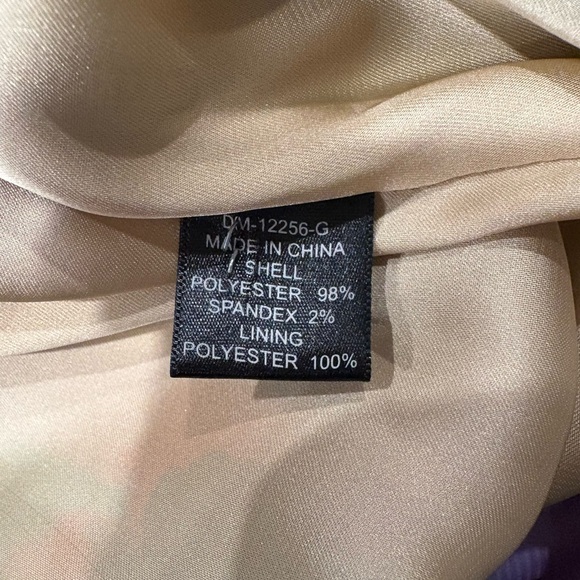 DM-12256-G
MADE IN CHINA
SHELL
POLYESTER 98%
SPANDEX 2%
LINING
POLYESTER 100%